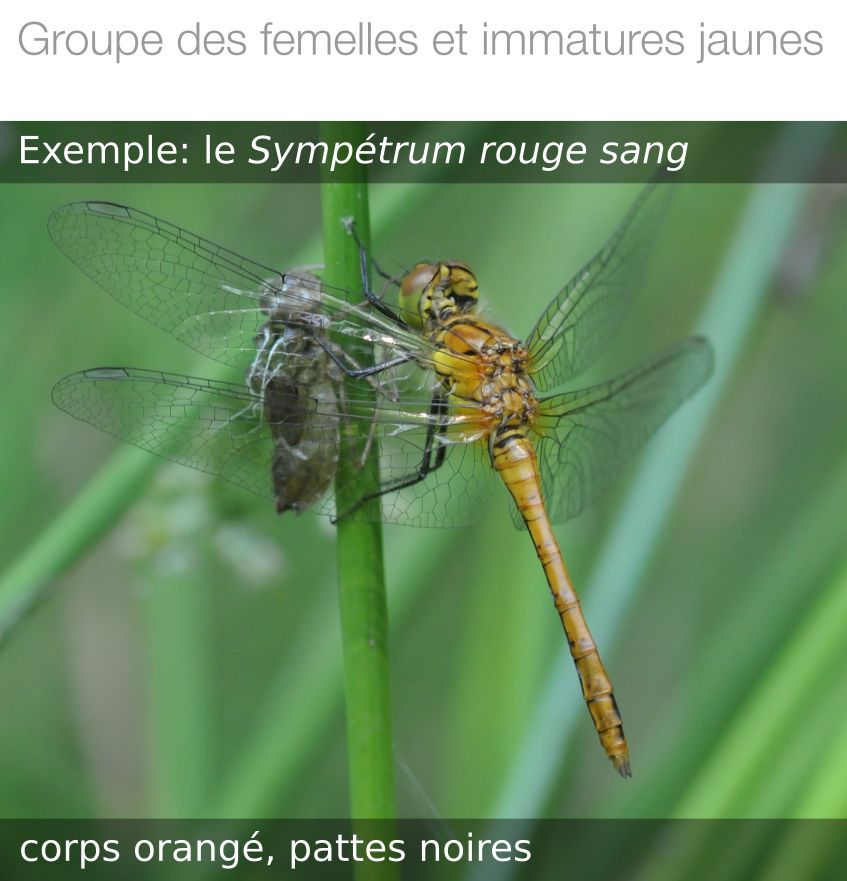 Groupe des femelles et immatures jaunes
Exemple: le Sympétrum rouge sang
corps orangé, pattes noires